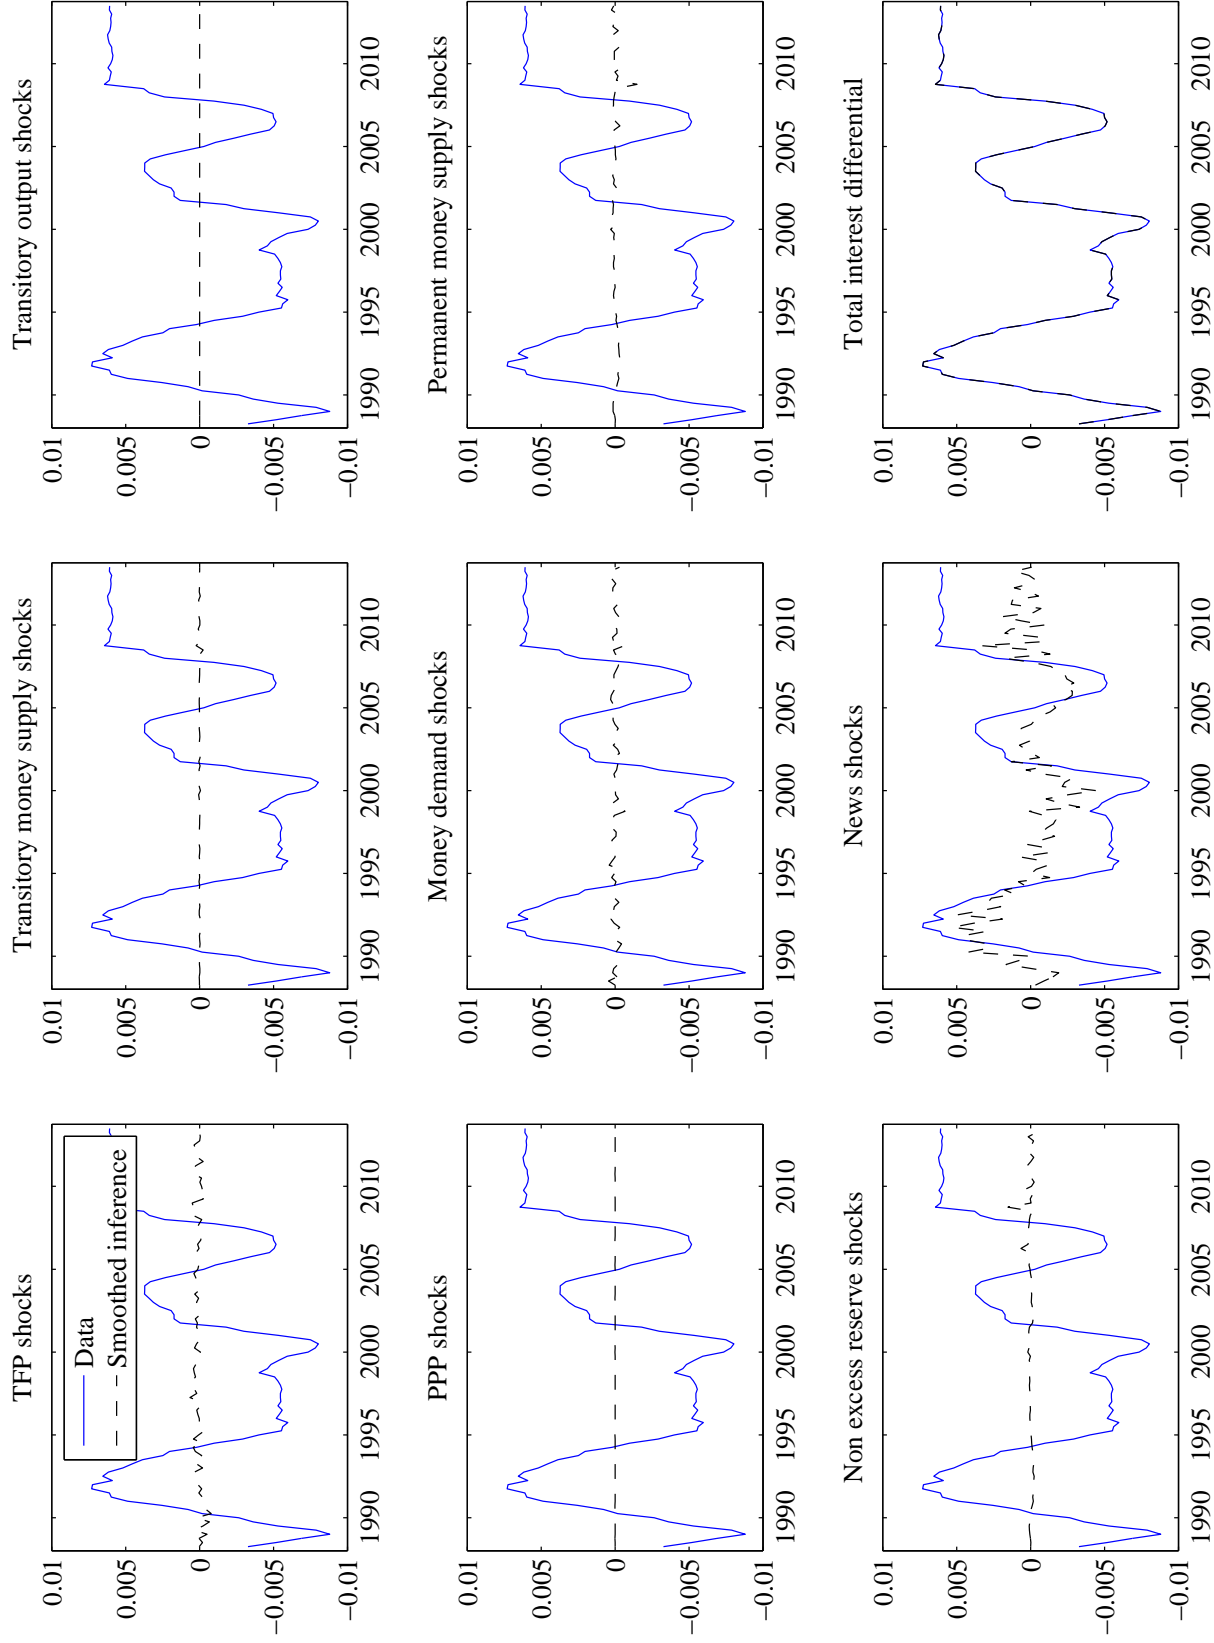 TFP shocks
Data
Smoothed inference
0.01
0.005
0
−0.005
−0.01
1990 1995 2000 2005 2010
Transitory money supply shocks
0.01
0.005
0
−0.005
−0.01
1990 1995 2000 2005 2010
Transitory output shocks
0.01
0.005
0
−0.005
−0.01
1990 1995 2000 2005 2010
PPP shocks
0.01
0.005
0
−0.005
−0.01
1990 1995 2000 2005 2010
Money demand shocks
0.01
0.005
0
−0.005
−0.01
1990 1995 2000 2005 2010
Permanent money supply shocks
0.01
0.005
0
−0.005
−0.01
1990 1995 2000 2005 2010
Non excess reserve shocks
0.01
0.005
0
−0.005
−0.01
1990 1995 2000 2005 2010
News shocks
0.01
0.005
0
−0.005
−0.01
1990 1995 2000 2005 2010
Total interest differential
0.01
0.005
0
−0.005
−0.01
1990 1995 2000 2005 2010